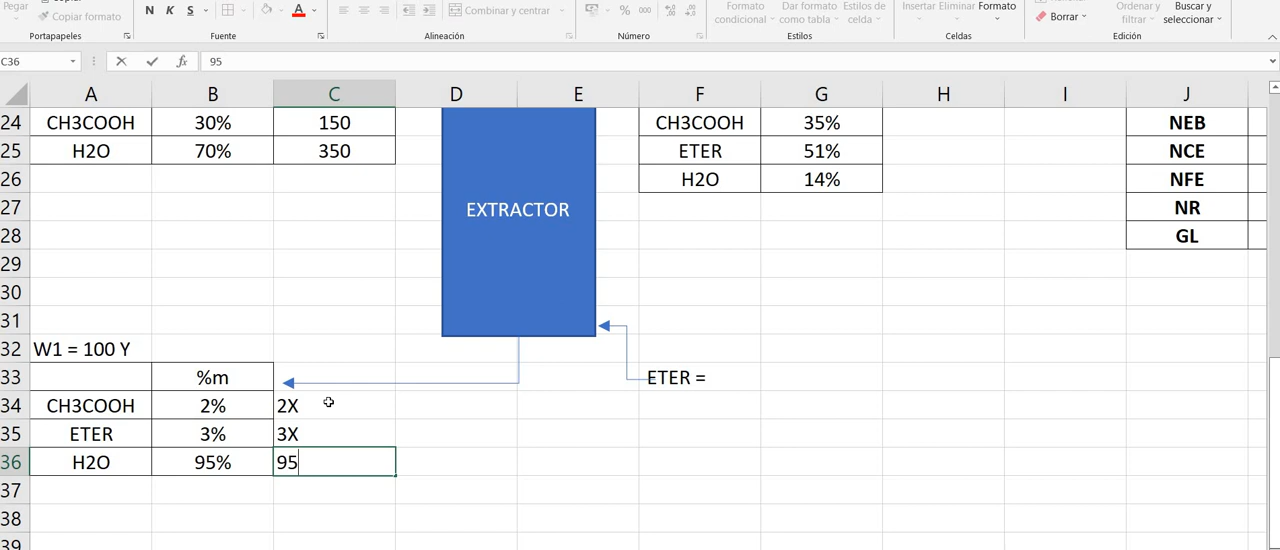 Pegar Copiar formato N K S A Combinar y centrar % 000 Formato condicional Dar formato como tabla Estilos de celda Insertar Eliminar Formato Borrar Ordenar y filtrar Buscar y seleccionar
Portapapeles Fuente Alineación Número Estilos Celdas Edición
C36 fx 95
A B C D E F G H I J
24 CH3COOH 30% 150 CH3COOH 35% NEB
25 H2O 70% 350 ETER 51% NCE
26 H2O 14% NFE
27 EXTRACTOR NR
28 GL
29
30
31
32 W1 = 100 Y
33 %m ETER =
34 CH3COOH 2% 2X
35 ETER 3% 3X
36 H2O 95% 95
37
38
39